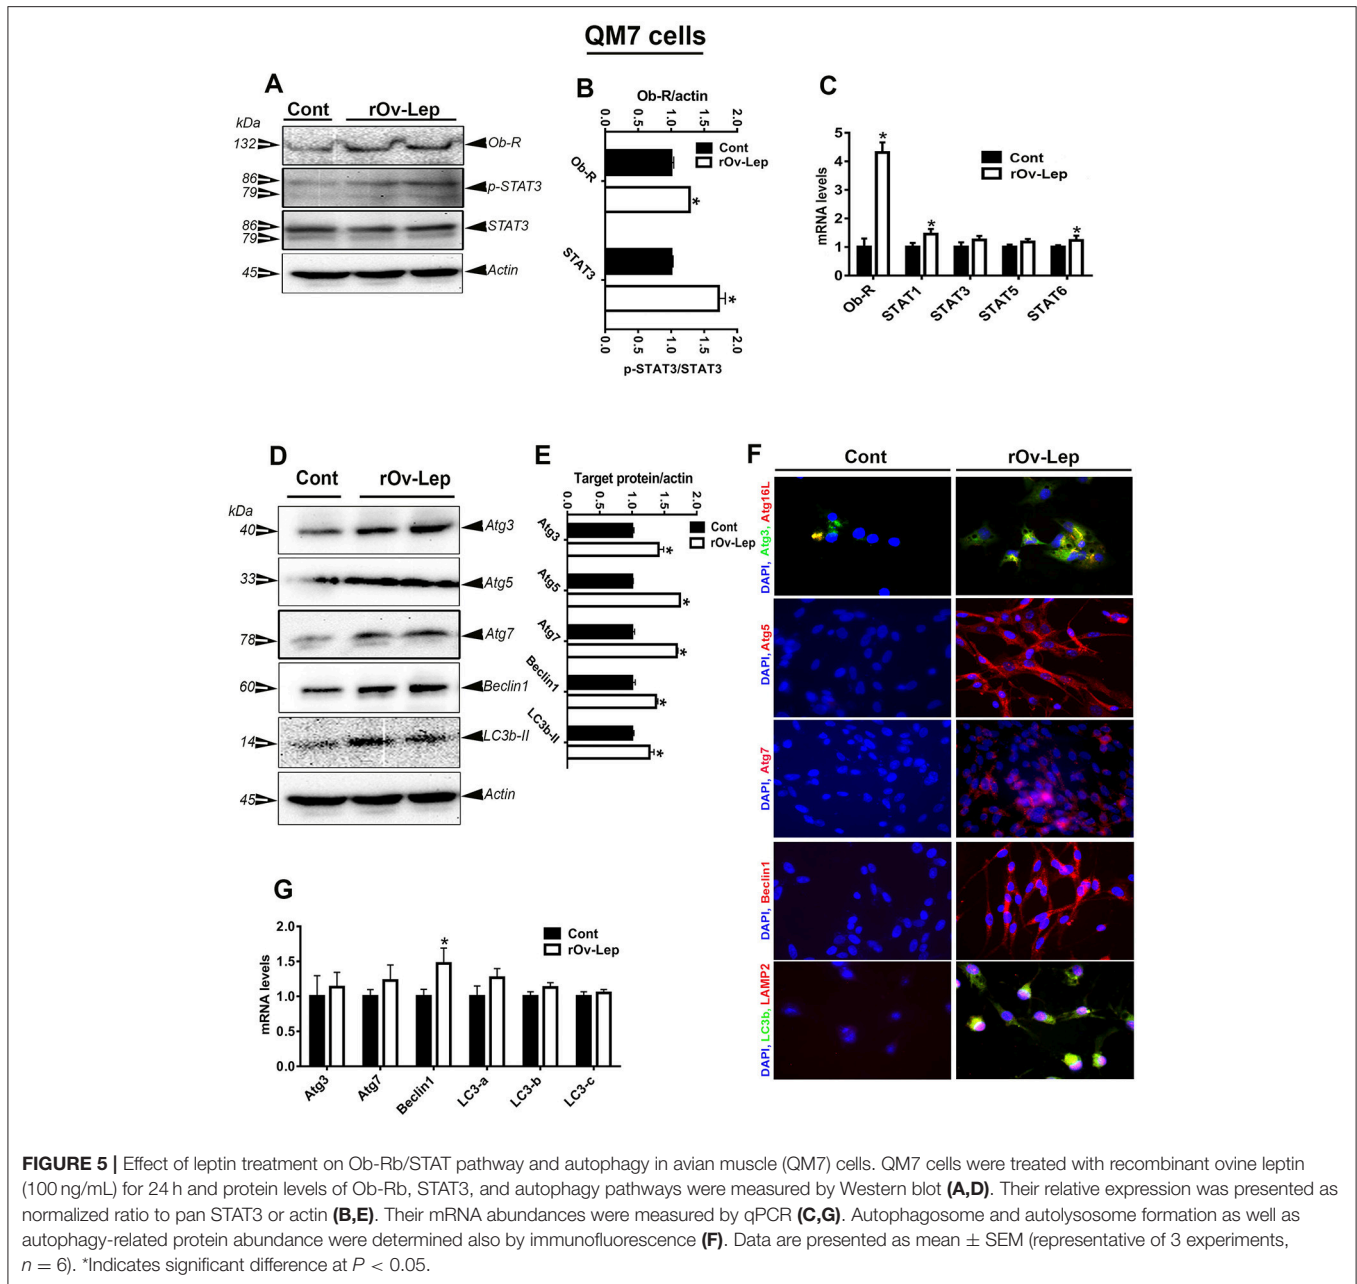 QM7 cells
A
Cont rOv-Lep
kDa
132 Ob-R
86
79 p-STAT3
86
79 STAT3
45 Actin
B
Ob-R/actin
0.0 0.5 1.0 1.5 2.0
Cont
rOv-Lep
Ob-R
*
STAT3
*
0.0 0.5 1.0 1.5 2.0
p-STAT3/STAT3
C
mRNA levels
5
4
3
2
1
0
Cont
rOv-Lep
* * *
Ob-R STAT1 STAT3 STAT5 STAT6
D
Cont rOv-Lep
kDa
40 Atg3
33 Atg5
78 Atg7
60 Beclin1
14 LC3b-II
45 Actin
E
Target protein/actin
0.0 0.5 1.0 1.5 2.0
Cont
rOv-Lep
Atg3 *
Atg5 *
Atg7 *
Beclin1 *
LC3b-II *
F
Cont rOv-Lep
DAPI, Atg3, Atg16L
DAPI, Atg5
DAPI, Atg7
DAPI, Beclin1
DAPI, LC3b, LAMP2
G
mRNA levels
2.0
1.5
1.0
0.5
0.0
Cont
rOv-Lep
*
Atg3 Atg7 Beclin1 LC3-a LC3-b LC3-c
FIGURE 5 | Effect of leptin treatment on Ob-Rb/STAT pathway and autophagy in avian muscle (QM7) cells. QM7 cells were treated with recombinant ovine leptin
(100 ng/mL) for 24 h and protein levels of Ob-Rb, STAT3, and autophagy pathways were measured by Western blot (A,D). Their relative expression was presented as
normalized ratio to pan STAT3 or actin (B,E). Their mRNA abundances were measured by qPCR (C,G). Autophagosome and autolysosome formation as well as
autophagy-related protein abundance were determined also by immunofluorescence (F). Data are presented as mean ± SEM (representative of 3 experiments,
n = 6). *Indicates significant difference at P < 0.05.